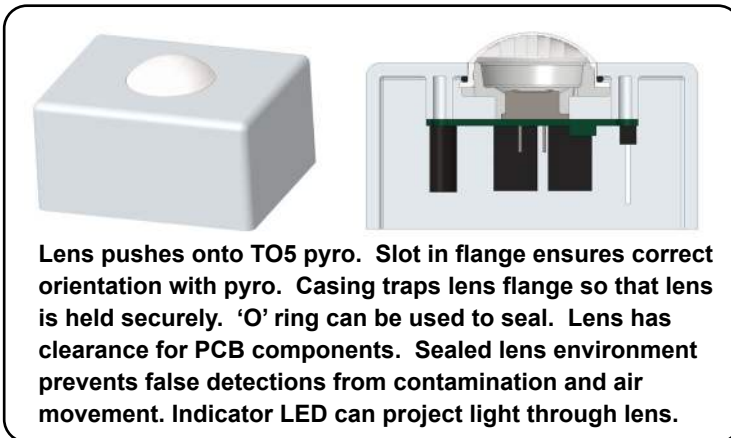 Lens pushes onto TO5 pyro.  Slot in flange ensures correct
orientation with pyro.  Casing traps lens flange so that lens
is held securely.  ‘O’ ring can be used to seal.  Lens has
clearance for PCB components.  Sealed lens environment
prevents false detections from contamination and air
movement. Indicator LED can project light through lens.